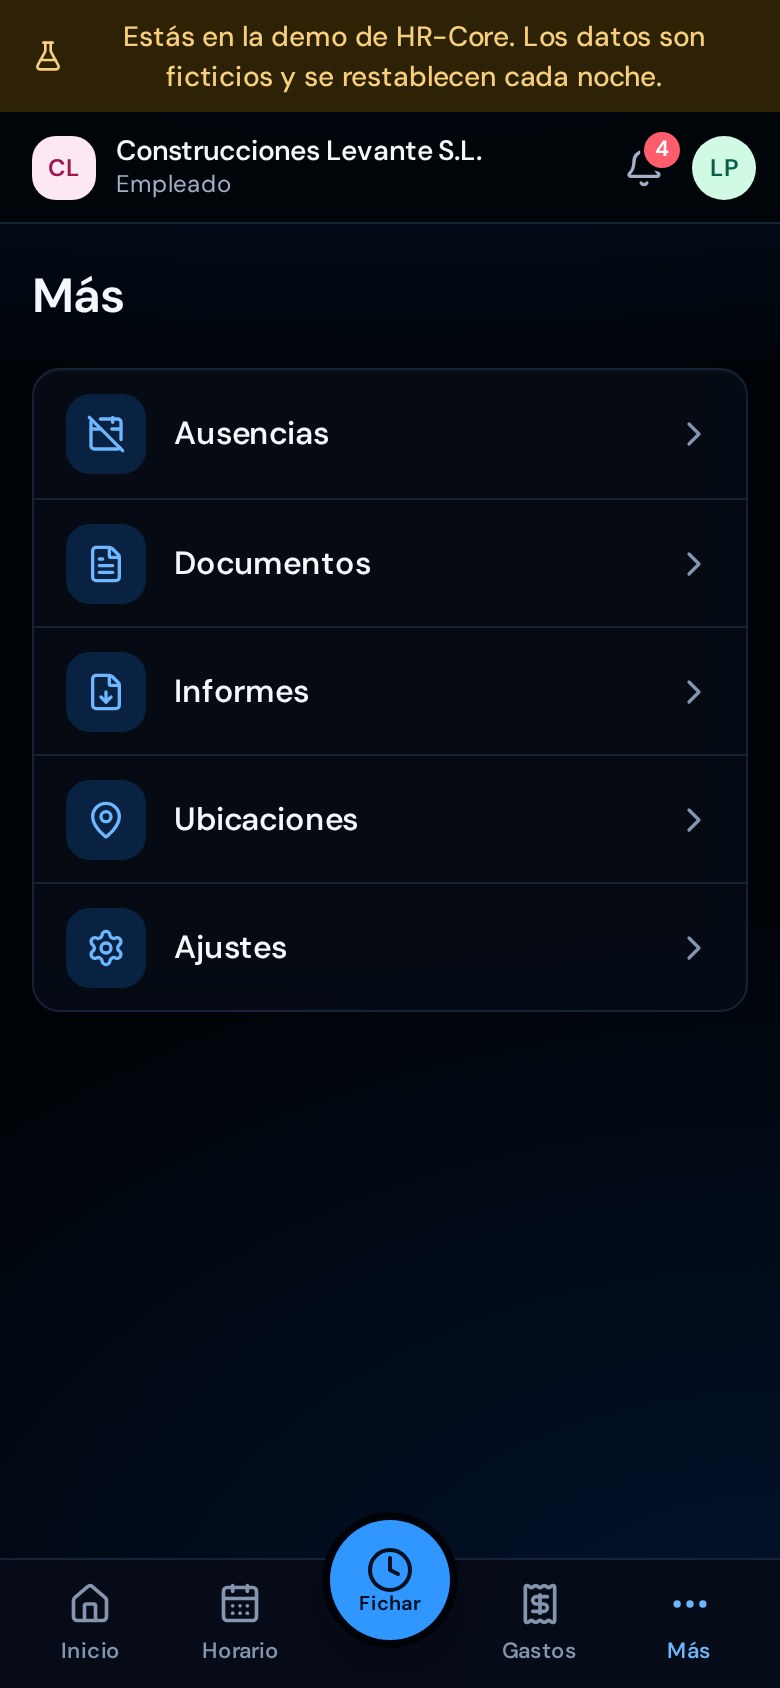 Estás en la demo de HR-Core. Los datos son
ficticios y se restablecen cada noche.
CL
Construcciones Levante S.L.
Empleado
4
LP
Más
Ausencias
Documentos
Informes
Ubicaciones
Ajustes
Inicio
Horario
Fichar
Gastos
Más